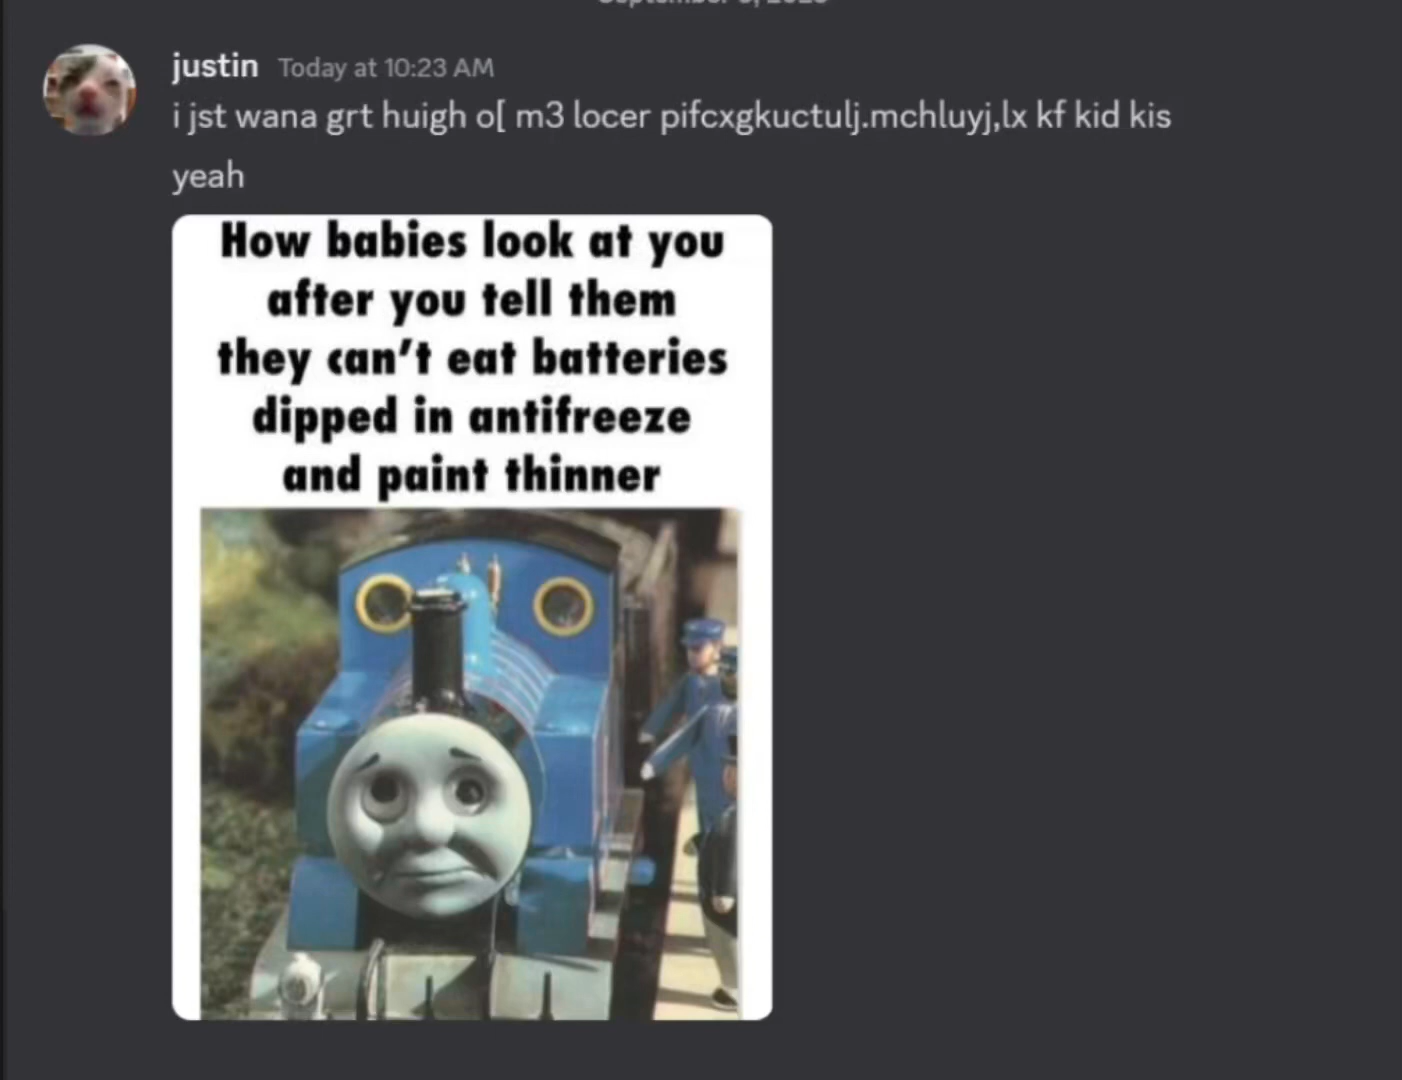 justin Today at 10:23 AM
i jst wana grt huigh o[ m3 locer pifcxgkuctulj.mchluyj,lx kf kid kis
yeah
How babies look at you
after you tell them
they can't eat batteries
dipped in antifreeze
and paint thinner